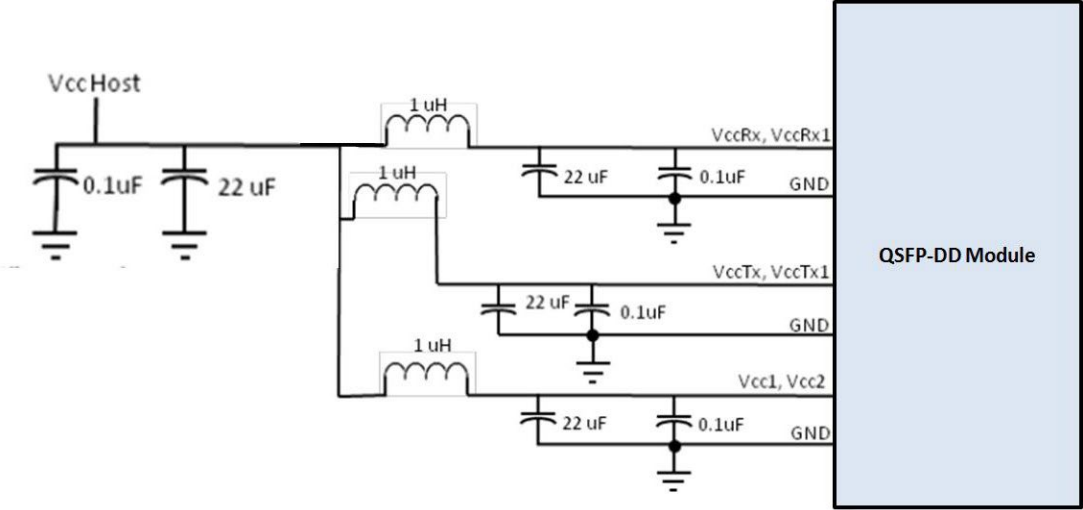 VccHost
1 uH
VccRx, VccRx1
0.1uF
22 uF
1 uH
22 uF
0.1uF
GND
QSFP-DD Module
VccTx, VccTx1
22 uF
0.1uF
GND
1 uH
Vcc1, Vcc2
22 uF
0.1uF
GND